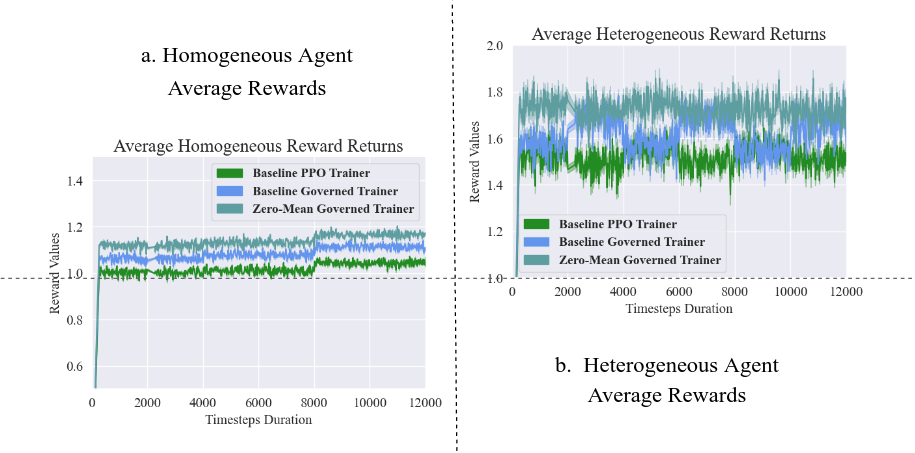 a. Homogeneous Agent
Average Rewards
Average Homogeneous Reward Returns
Baseline PPO Trainer
Baseline Governed Trainer
Zero-Mean Governed Trainer
Reward Values
1.4
1.2
1.0
0.8
0.6
0 2000 4000 6000 8000 10000 12000
Timesteps Duration
Average Heterogeneous Reward Returns
Reward Values
2.0
1.8
1.6
1.4
1.2
1.0
Baseline PPO Trainer
Baseline Governed Trainer
Zero-Mean Governed Trainer
0 2000 4000 6000 8000 10000 12000
Timesteps Duration
b. Heterogeneous Agent
Average Rewards